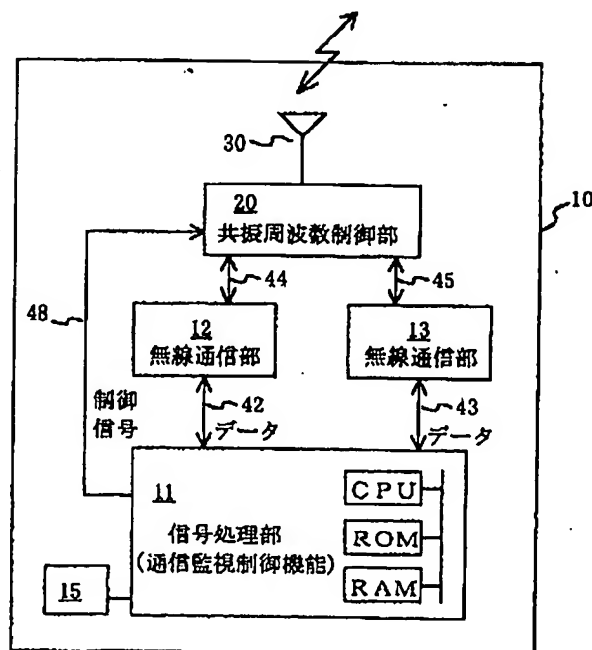 30
20
共振周波数制御部
10
44
45
48
12
無線通信部
13
無線通信部
制御
信号
42
データ
43
データ
11
信号処理部
(通信監視制御機能)
CPU
ROM
RAM
15